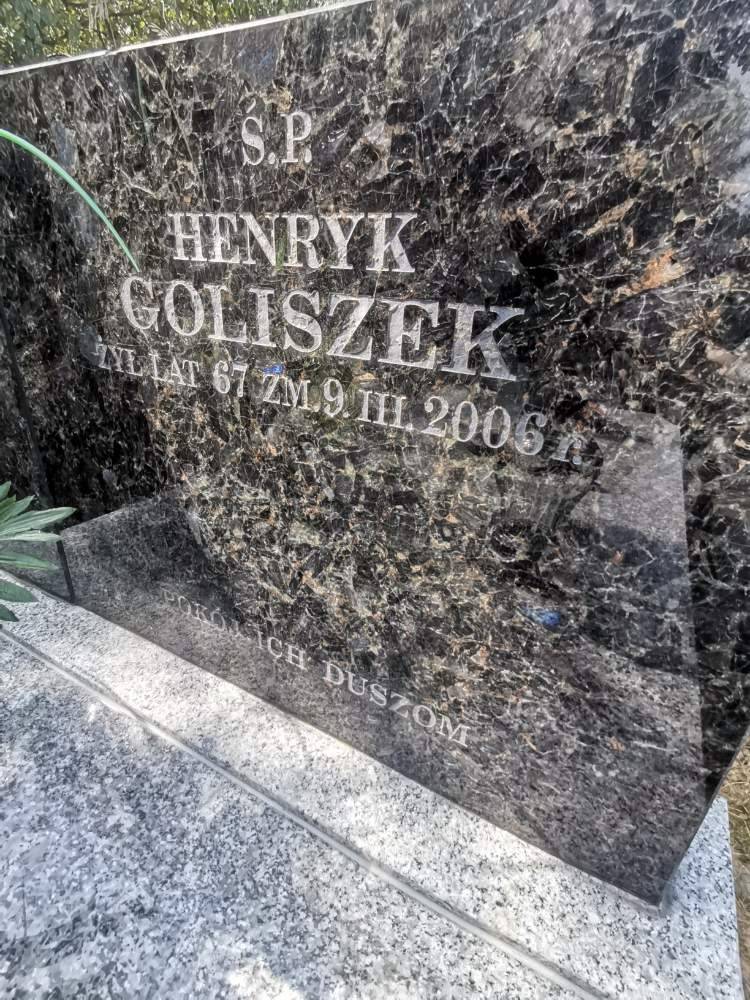 Ś.P.
HENRYK
GOLISZEK
ŻYŁ LAT 67 ZM. 9. III. 2006 r.
POKÓJ ICH DUSZOM